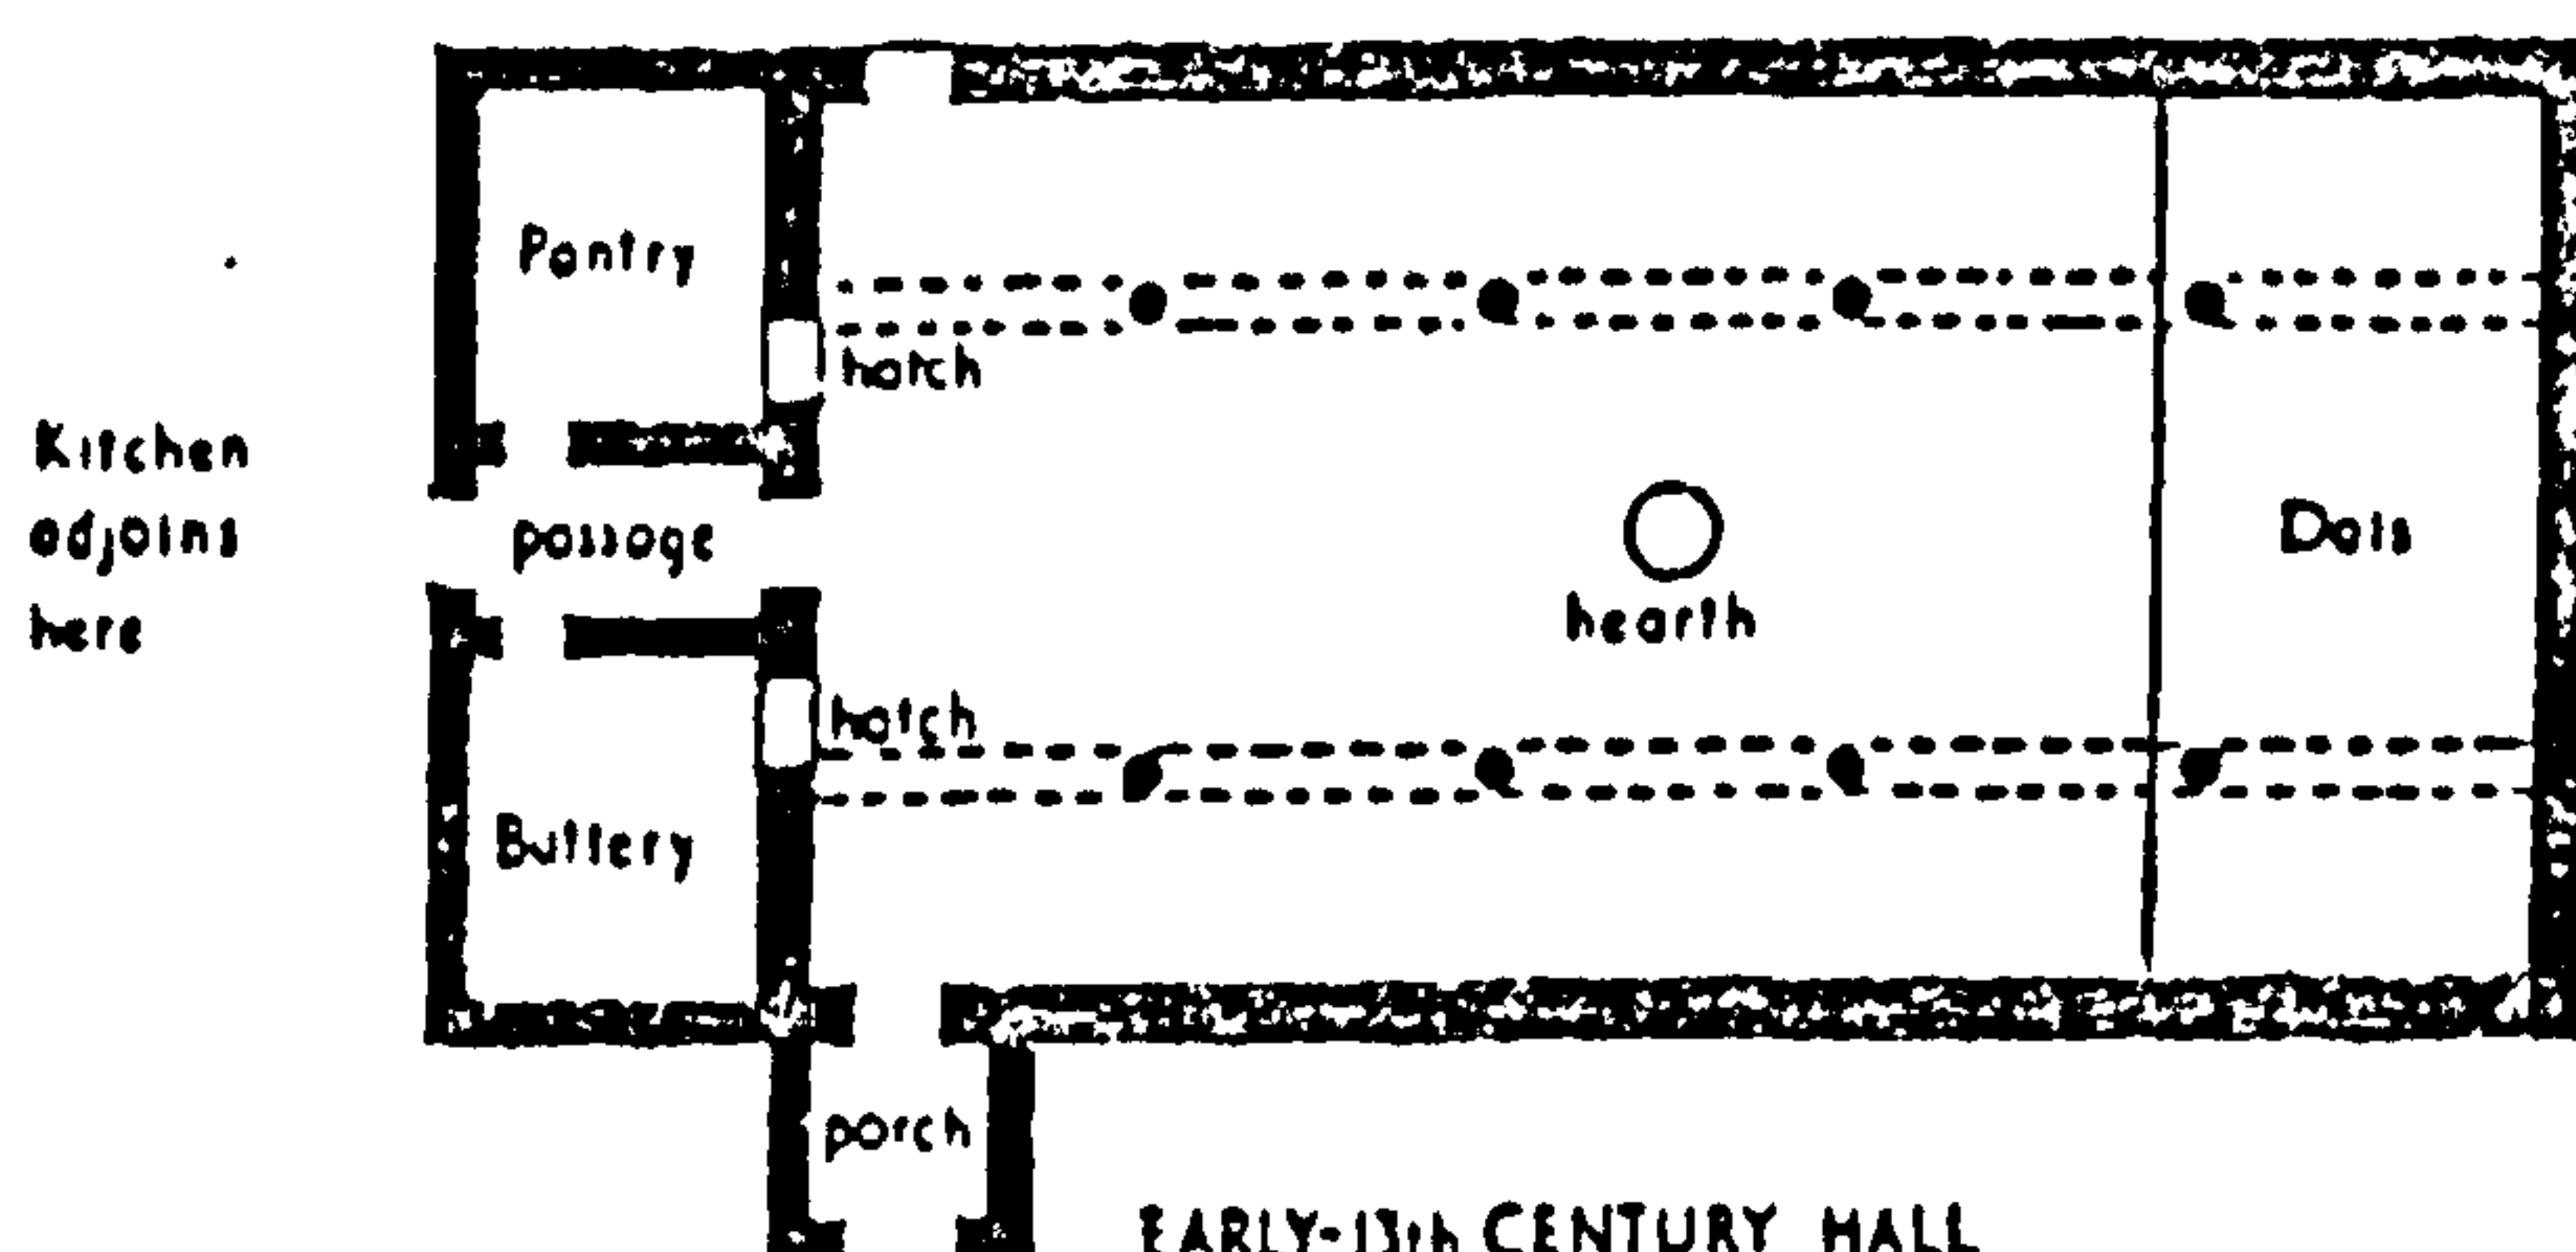 Pantry
hatch
Kitchen
adjoins
here
passage
Dais
hearth
hatch
Buttery
porch
EARLY-13th CENTURY HALL